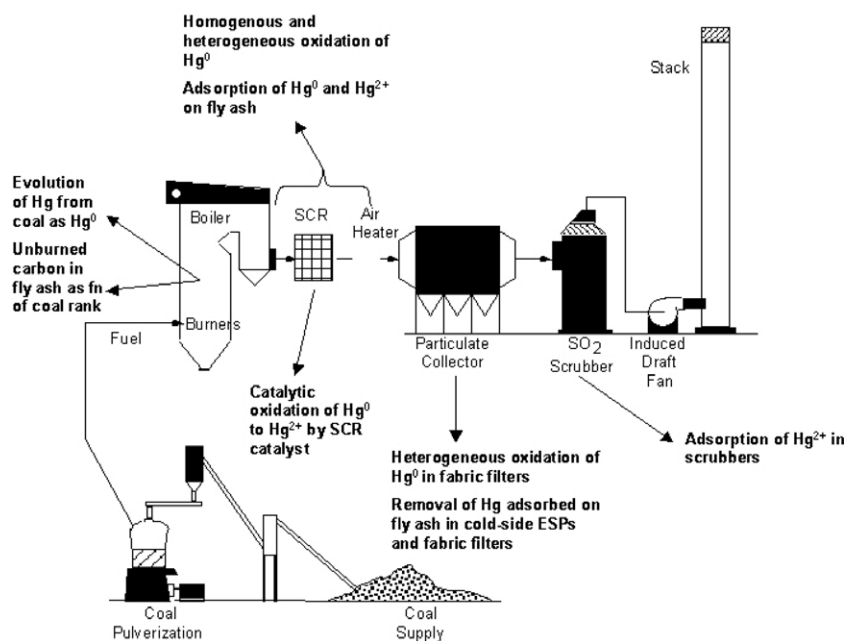 Homogenous and
heterogeneous oxidation of
Hg⁰
Adsorption of Hg⁰ and Hg²⁺
on fly ash
Stack
Evolution
of Hg from
coal as Hg⁰
Unburned
carbon in
fly ash as fn
of coal rank
Boiler
SCR
Air
Heater
Burners
Fuel
Particulate
Collector
SO₂
Scrubber
Induced
Draft
Fan
Catalytic
oxidation of Hg⁰
to Hg²⁺ by SCR
catalyst
Heterogeneous oxidation of
Hg⁰ in fabric filters
Removal of Hg adsorbed on
fly ash in cold-side ESPs
and fabric filters
Adsorption of Hg²⁺ in
scrubbers
Coal
Pulverization
Coal
Supply